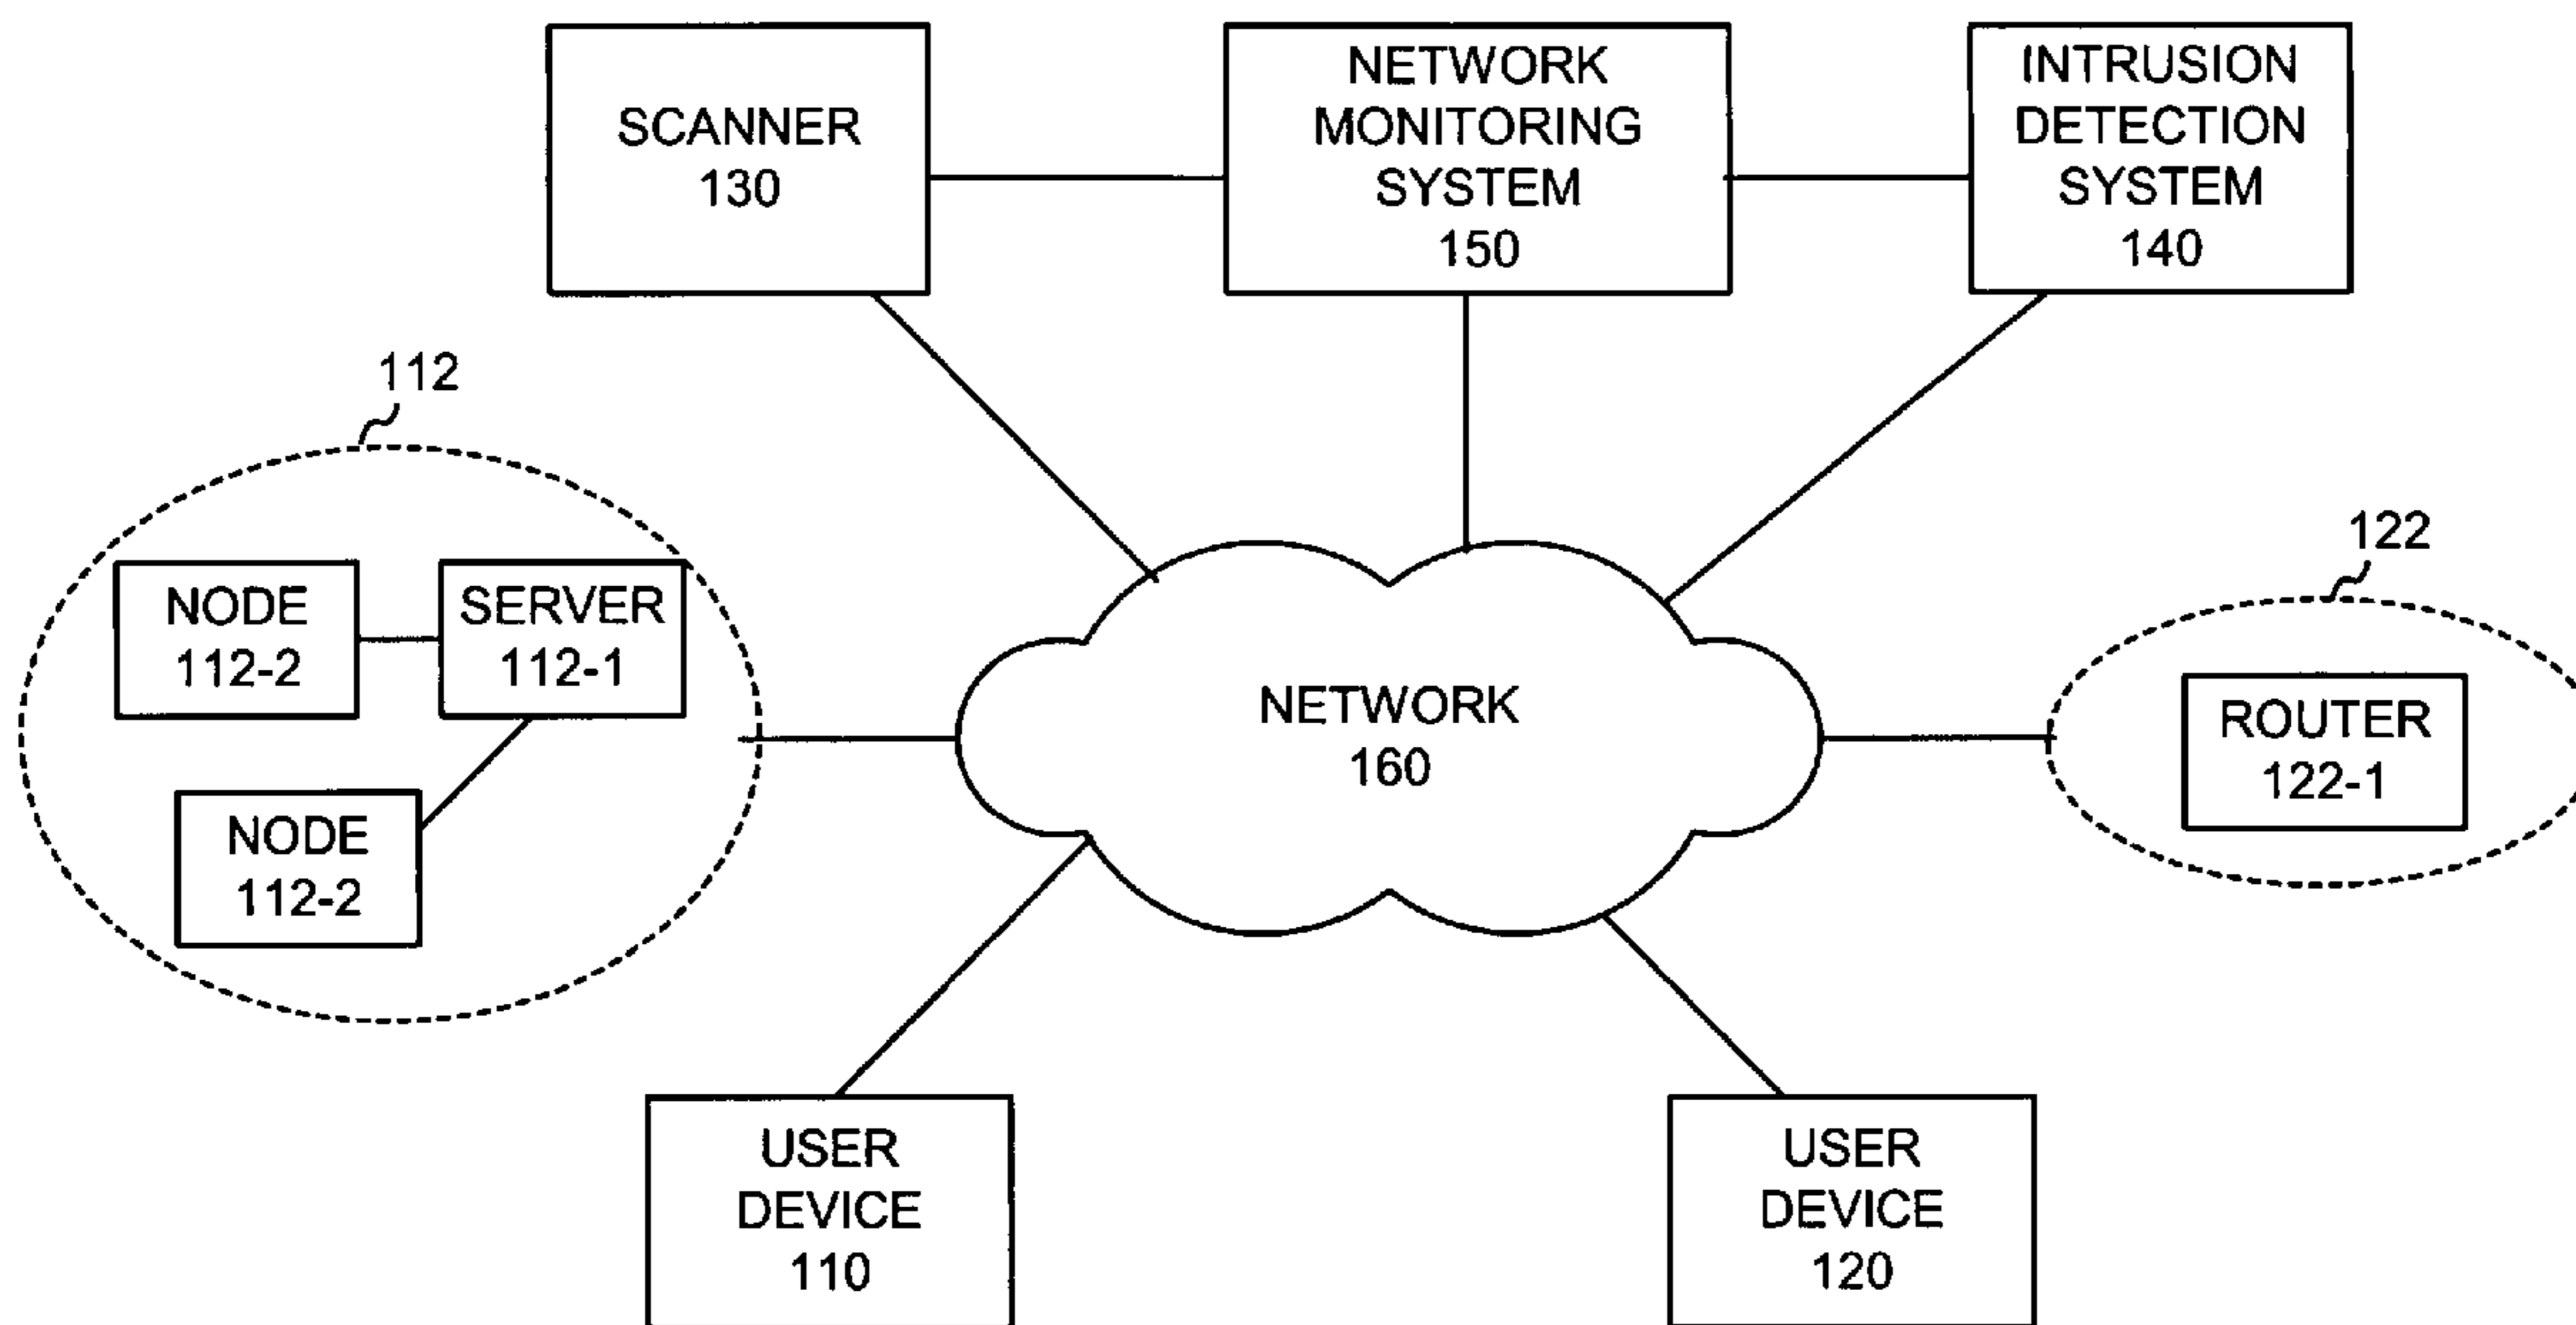 SCANNER
130
NETWORK
MONITORING
SYSTEM
150
INTRUSION
DETECTION
SYSTEM
140
112
NODE
112-2
SERVER
112-1
NODE
112-2
NETWORK
160
122
ROUTER
122-1
USER
DEVICE
110
USER
DEVICE
120